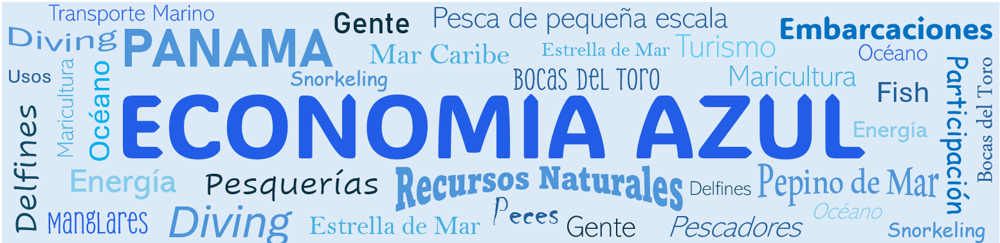 Transporte Marino
Diving
PANAMA
Gente
Pesca de pequeña escala
Embarcaciones
Mar Caribe
Estrella de Mar
Turismo
Océano
Usos
Maricultura
Océano
Snorkeling
Bocas del Toro
Maricultura
Fish
Participación
Bocas del Toro
Delfines
ECONOMIA AZUL
Energía
Energía
Pesquerías
Recursos Naturales
Delfines
Pepino de Mar
Manglares
Diving
Estrella de Mar
Peces
Gente
Pescadores
Océano
Snorkeling